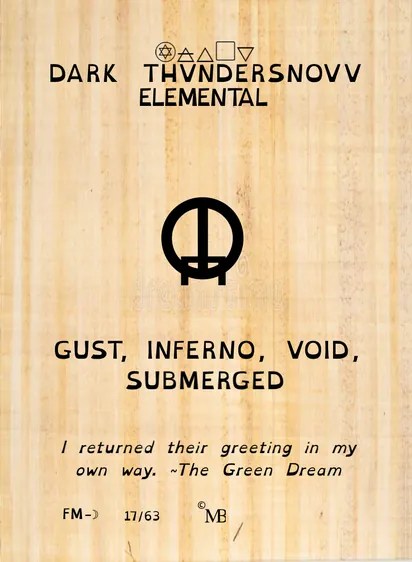 DARK THVNDERSNOVV
ELEMENTAL
GUST, INFERNO, VOID,
SUBMERGED
I returned their greeting in my
own way. ~The Green Dream
FM-☽ 17/63 © MB